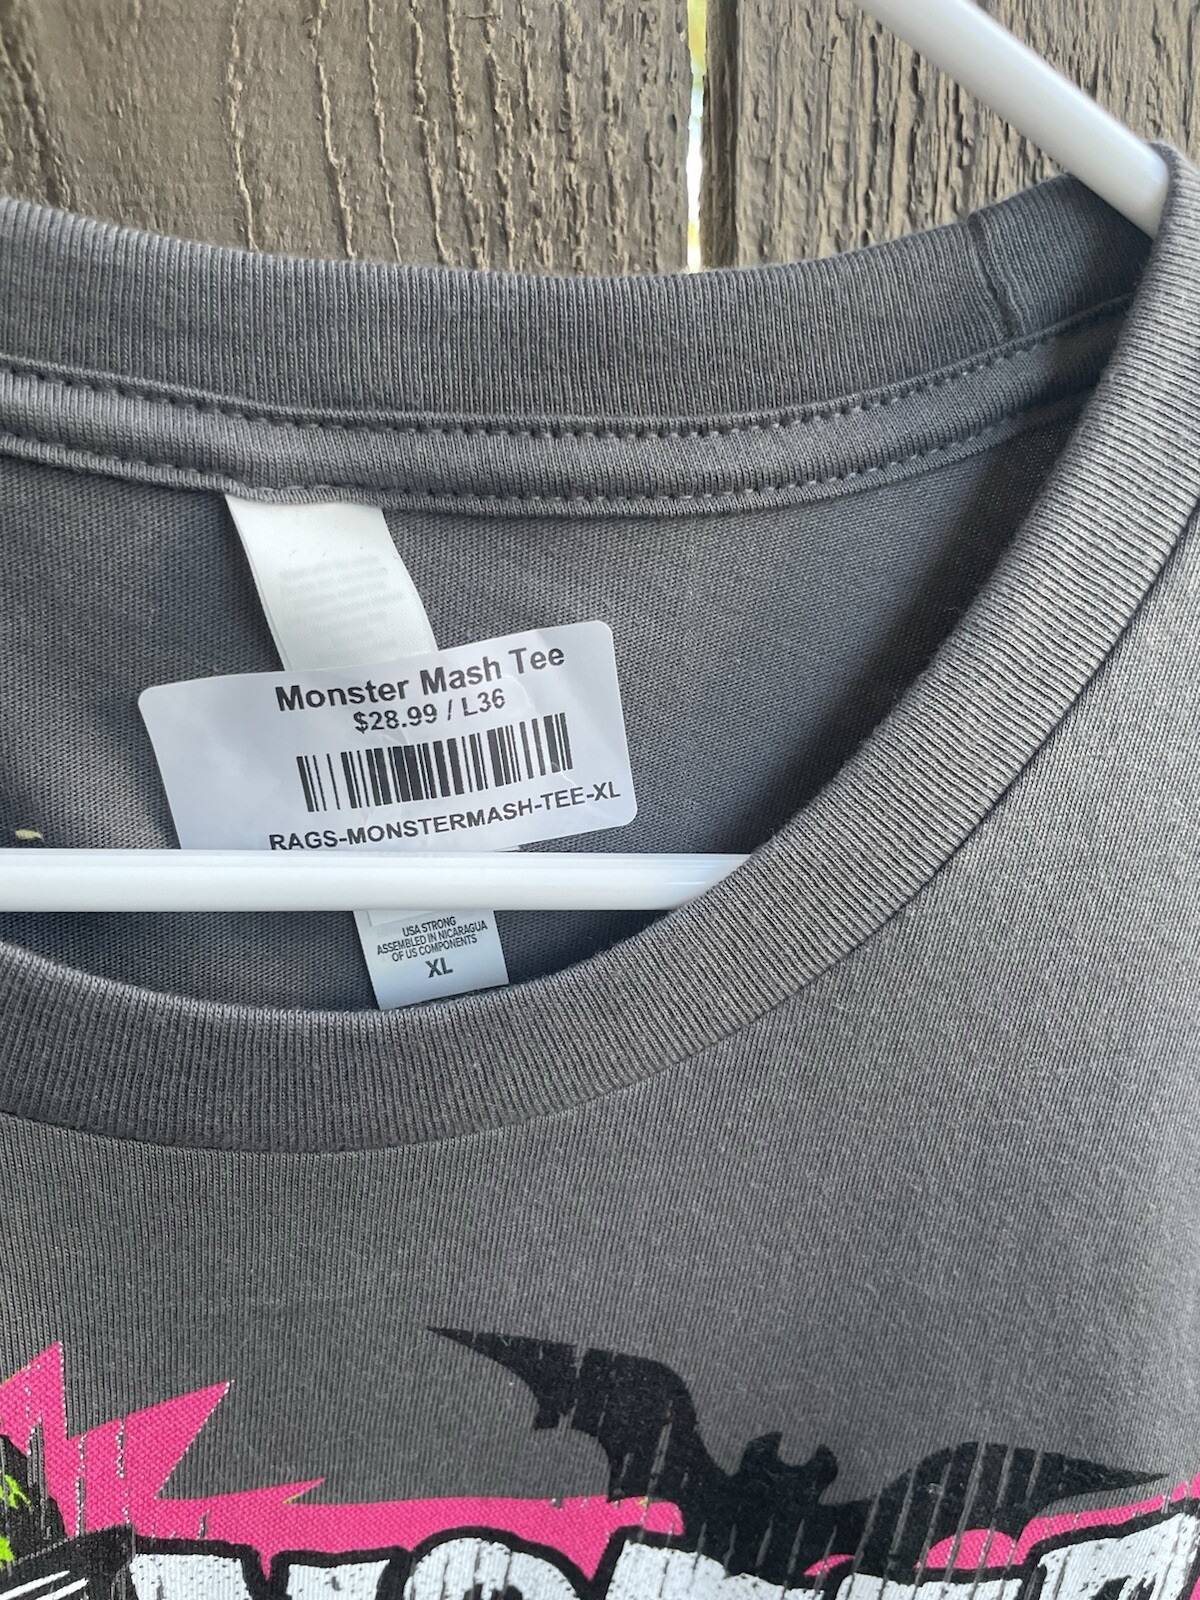 Monster Mash Tee
$28.99 / L36
RAGS-MONSTERMASH-TEE-XL
USA STRONG
ASSEMBLED IN NICARAGUA
OF US COMPONENTS
XL